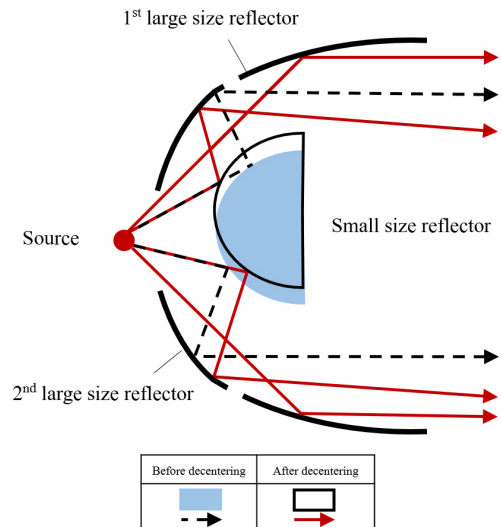 1st large size reflector
Small size reflector
Source
2nd large size reflector
Before decentering
After decentering